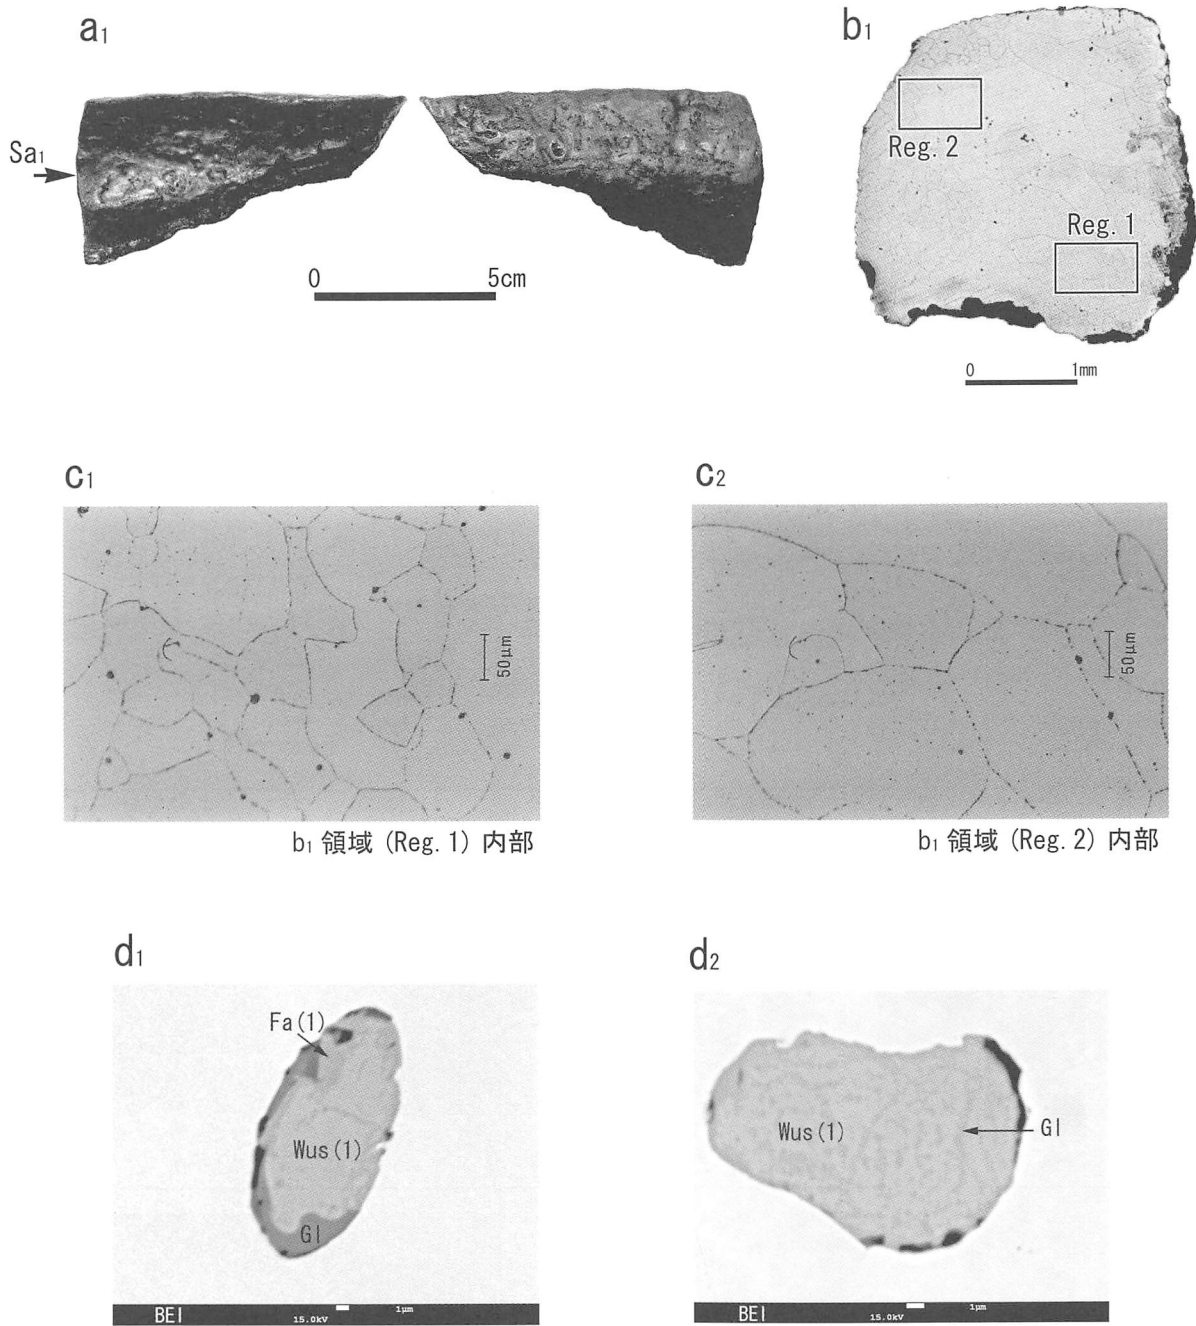 a1
b1
Sa1
Reg. 2
Reg. 1
0 5cm
0 1mm
c1
c2
50μm
50μm
b1 領域 (Reg. 1) 内部
b1 領域 (Reg. 2) 内部
d1
d2
Fa(1)
Wus(1)
Gl
Wus(1)
Gl
BEI 15.0kV 1μm
BEI 15.0kV 1μm